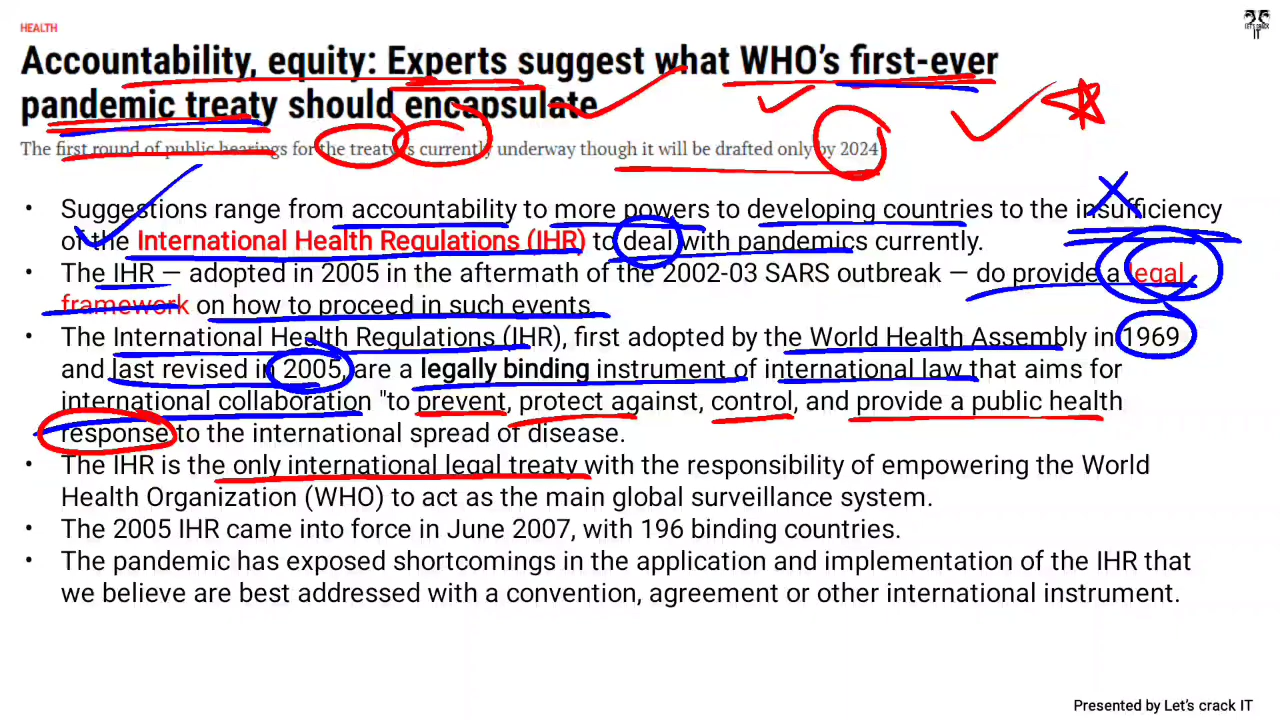 HEALTH
LET'S CRACK
IT
Accountability, equity: Experts suggest what WHO's first-ever
pandemic treaty should encapsulate
The first round of public hearings for the treaty is currently underway though it will be drafted only by 2024
• Suggestions range from accountability to more powers to developing countries to the insufficiency
of the International Health Regulations (IHR) to deal with pandemics currently.
• The IHR — adopted in 2005 in the aftermath of the 2002-03 SARS outbreak — do provide a legal
framework on how to proceed in such events.
• The International Health Regulations (IHR), first adopted by the World Health Assembly in 1969
and last revised in 2005, are a legally binding instrument of international law that aims for
international collaboration "to prevent, protect against, control, and provide a public health
response to the international spread of disease.
• The IHR is the only international legal treaty with the responsibility of empowering the World
Health Organization (WHO) to act as the main global surveillance system.
• The 2005 IHR came into force in June 2007, with 196 binding countries.
• The pandemic has exposed shortcomings in the application and implementation of the IHR that
we believe are best addressed with a convention, agreement or other international instrument.
Presented by Let's crack IT